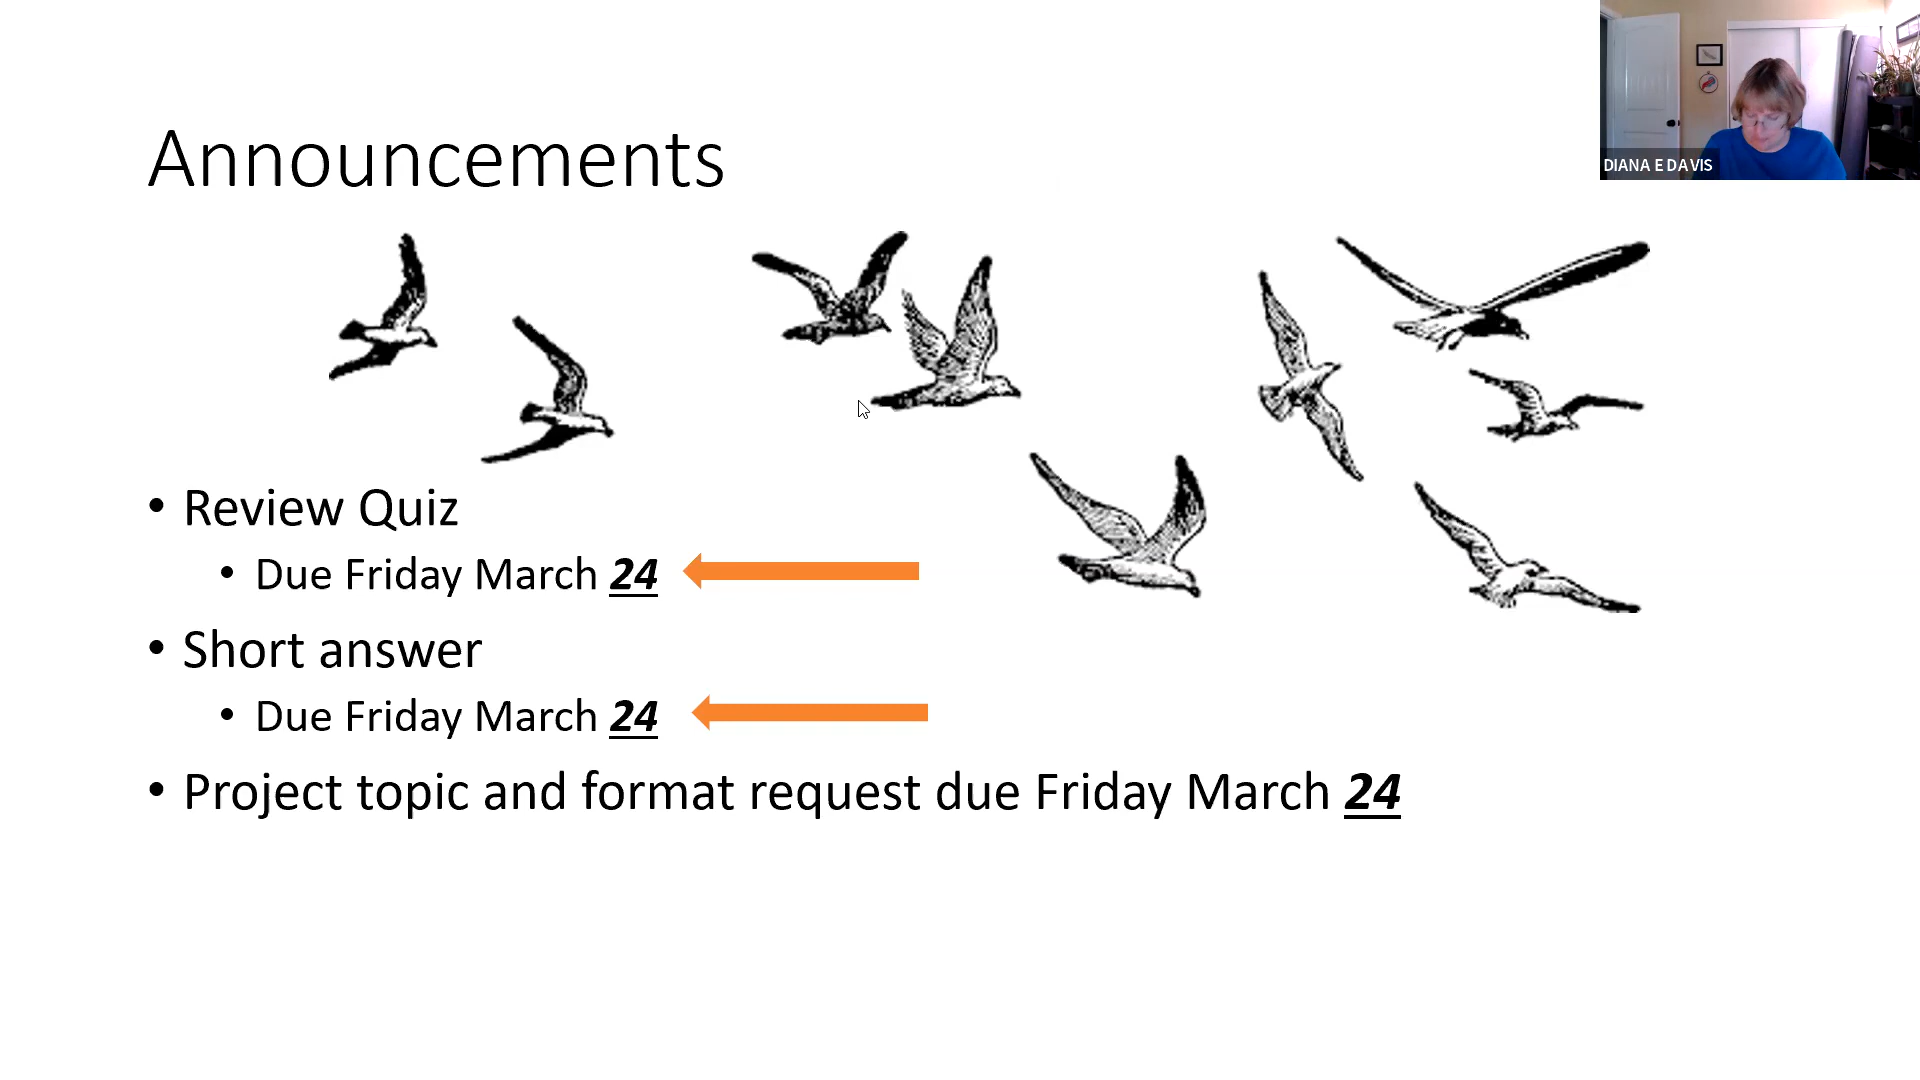 Announcements
DIANA E DAVIS
• Review Quiz
• Due Friday March 24
• Short answer
• Due Friday March 24
• Project topic and format request due Friday March 24